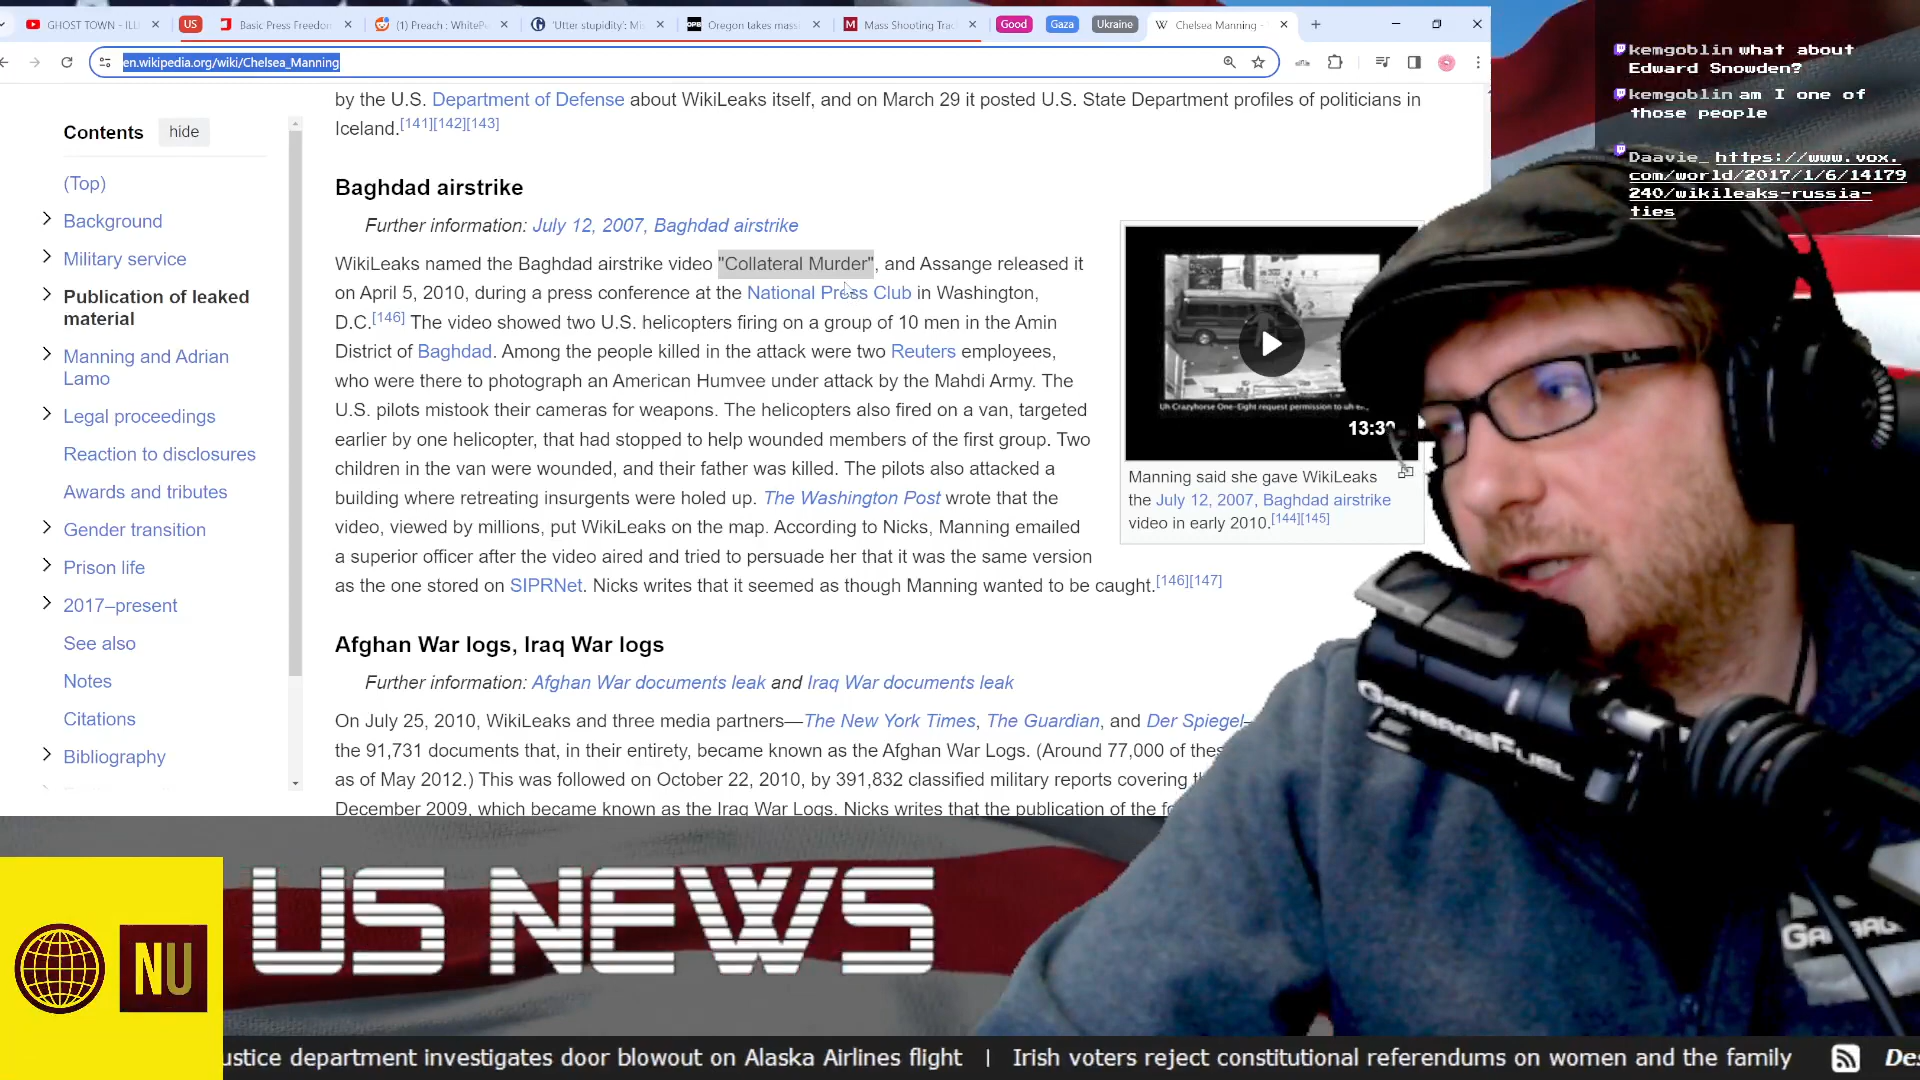 GHOST TOWN - ILL
US
Basic Press Freedom
(1) Preach : WhitePe
'Utter stupidity': Mi
Oregon takes mass
Mass Shooting Trac
Good
Gaza
Ukraine
Chelsea Manning -
en.wikipedia.org/wiki/Chelsea_Manning
kemgoblin what about
Edward Snowden?
kemgoblin am I one of
those people
Daavie_ https://www.vox.
com/world/2017/1/6/14179
240/wikileaks-russia-
ties
Contents hide
(Top)
Background
Military service
Publication of leaked
material
Manning and Adrian
Lamo
Legal proceedings
Reaction to disclosures
Awards and tributes
Gender transition
Prison life
2017–present
See also
Notes
Citations
Bibliography
by the U.S. Department of Defense about WikiLeaks itself, and on March 29 it posted U.S. State Department profiles of politicians in
Iceland.[141][142][143]
Baghdad airstrike
Further information: July 12, 2007, Baghdad airstrike
WikiLeaks named the Baghdad airstrike video "Collateral Murder", and Assange released it
on April 5, 2010, during a press conference at the National Press Club in Washington,
D.C.[146] The video showed two U.S. helicopters firing on a group of 10 men in the Amin
District of Baghdad. Among the people killed in the attack were two Reuters employees,
who were there to photograph an American Humvee under attack by the Mahdi Army. The
U.S. pilots mistook their cameras for weapons. The helicopters also fired on a van, targeted
earlier by one helicopter, that had stopped to help wounded members of the first group. Two
children in the van were wounded, and their father was killed. The pilots also attacked a
building where retreating insurgents were holed up. The Washington Post wrote that the
video, viewed by millions, put WikiLeaks on the map. According to Nicks, Manning emailed
a superior officer after the video aired and tried to persuade her that it was the same version
as the one stored on SIPRNet. Nicks writes that it seemed as though Manning wanted to be caught.[146][147]
Uh Crazyhorse One-Eight request permission to uh
Manning said she gave WikiLeaks
the July 12, 2007, Baghdad airstrike
video in early 2010.[144][145]
Afghan War logs, Iraq War logs
Further information: Afghan War documents leak and Iraq War documents leak
On July 25, 2010, WikiLeaks and three media partners—The New York Times, The Guardian, and Der Spiegel–
the 91,731 documents that, in their entirety, became known as the Afghan War Logs. (Around 77,000 of thes
as of May 2012.) This was followed on October 22, 2010, by 391,832 classified military reports covering t
December 2009, which became known as the Iraq War Logs. Nicks writes that the publication of the fo
US NEWS
NU
ustice department investigates door blowout on Alaska Airlines flight | Irish voters reject constitutional referendums on women and the family
Des